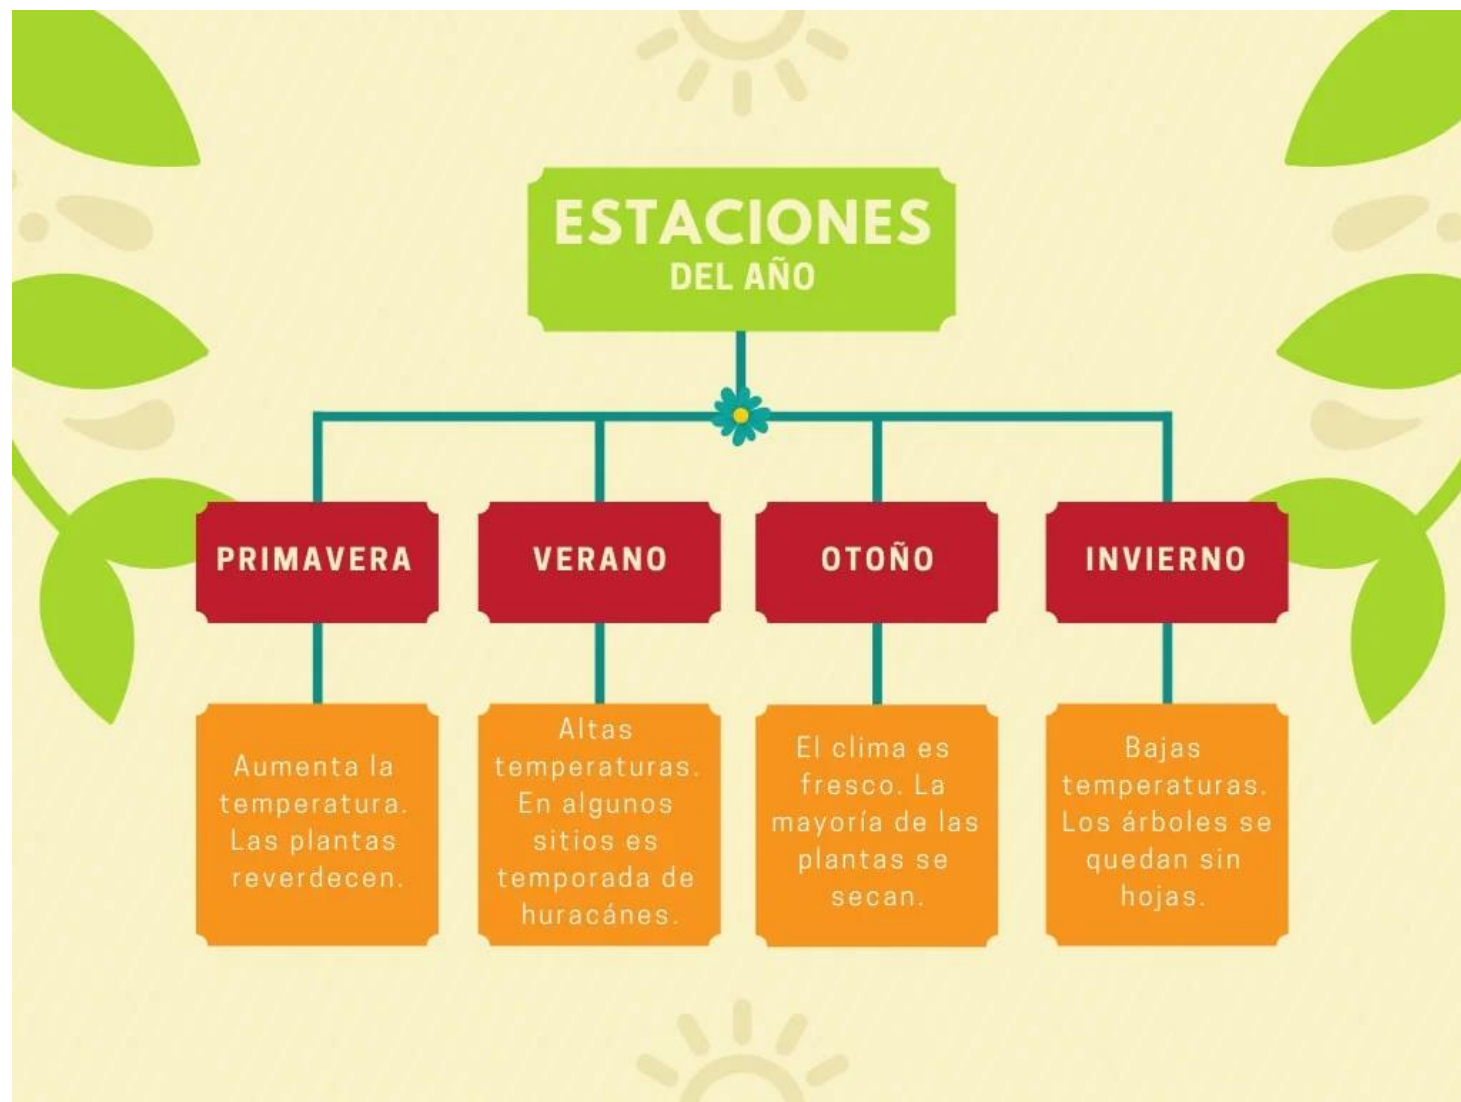 ESTACIONES
DEL AÑO
PRIMAVERA
VERANO
OTOÑO
INVIERNO
Aumenta la
temperatura.
Las plantas
reverdecen.
Altas
temperaturas.
En algunos
sitios es
temporada de
huracánes.
El clima es
fresco. La
mayoría de las
plantas se
secan.
Bajas
temperaturas.
Los árboles se
quedan sin
hojas.